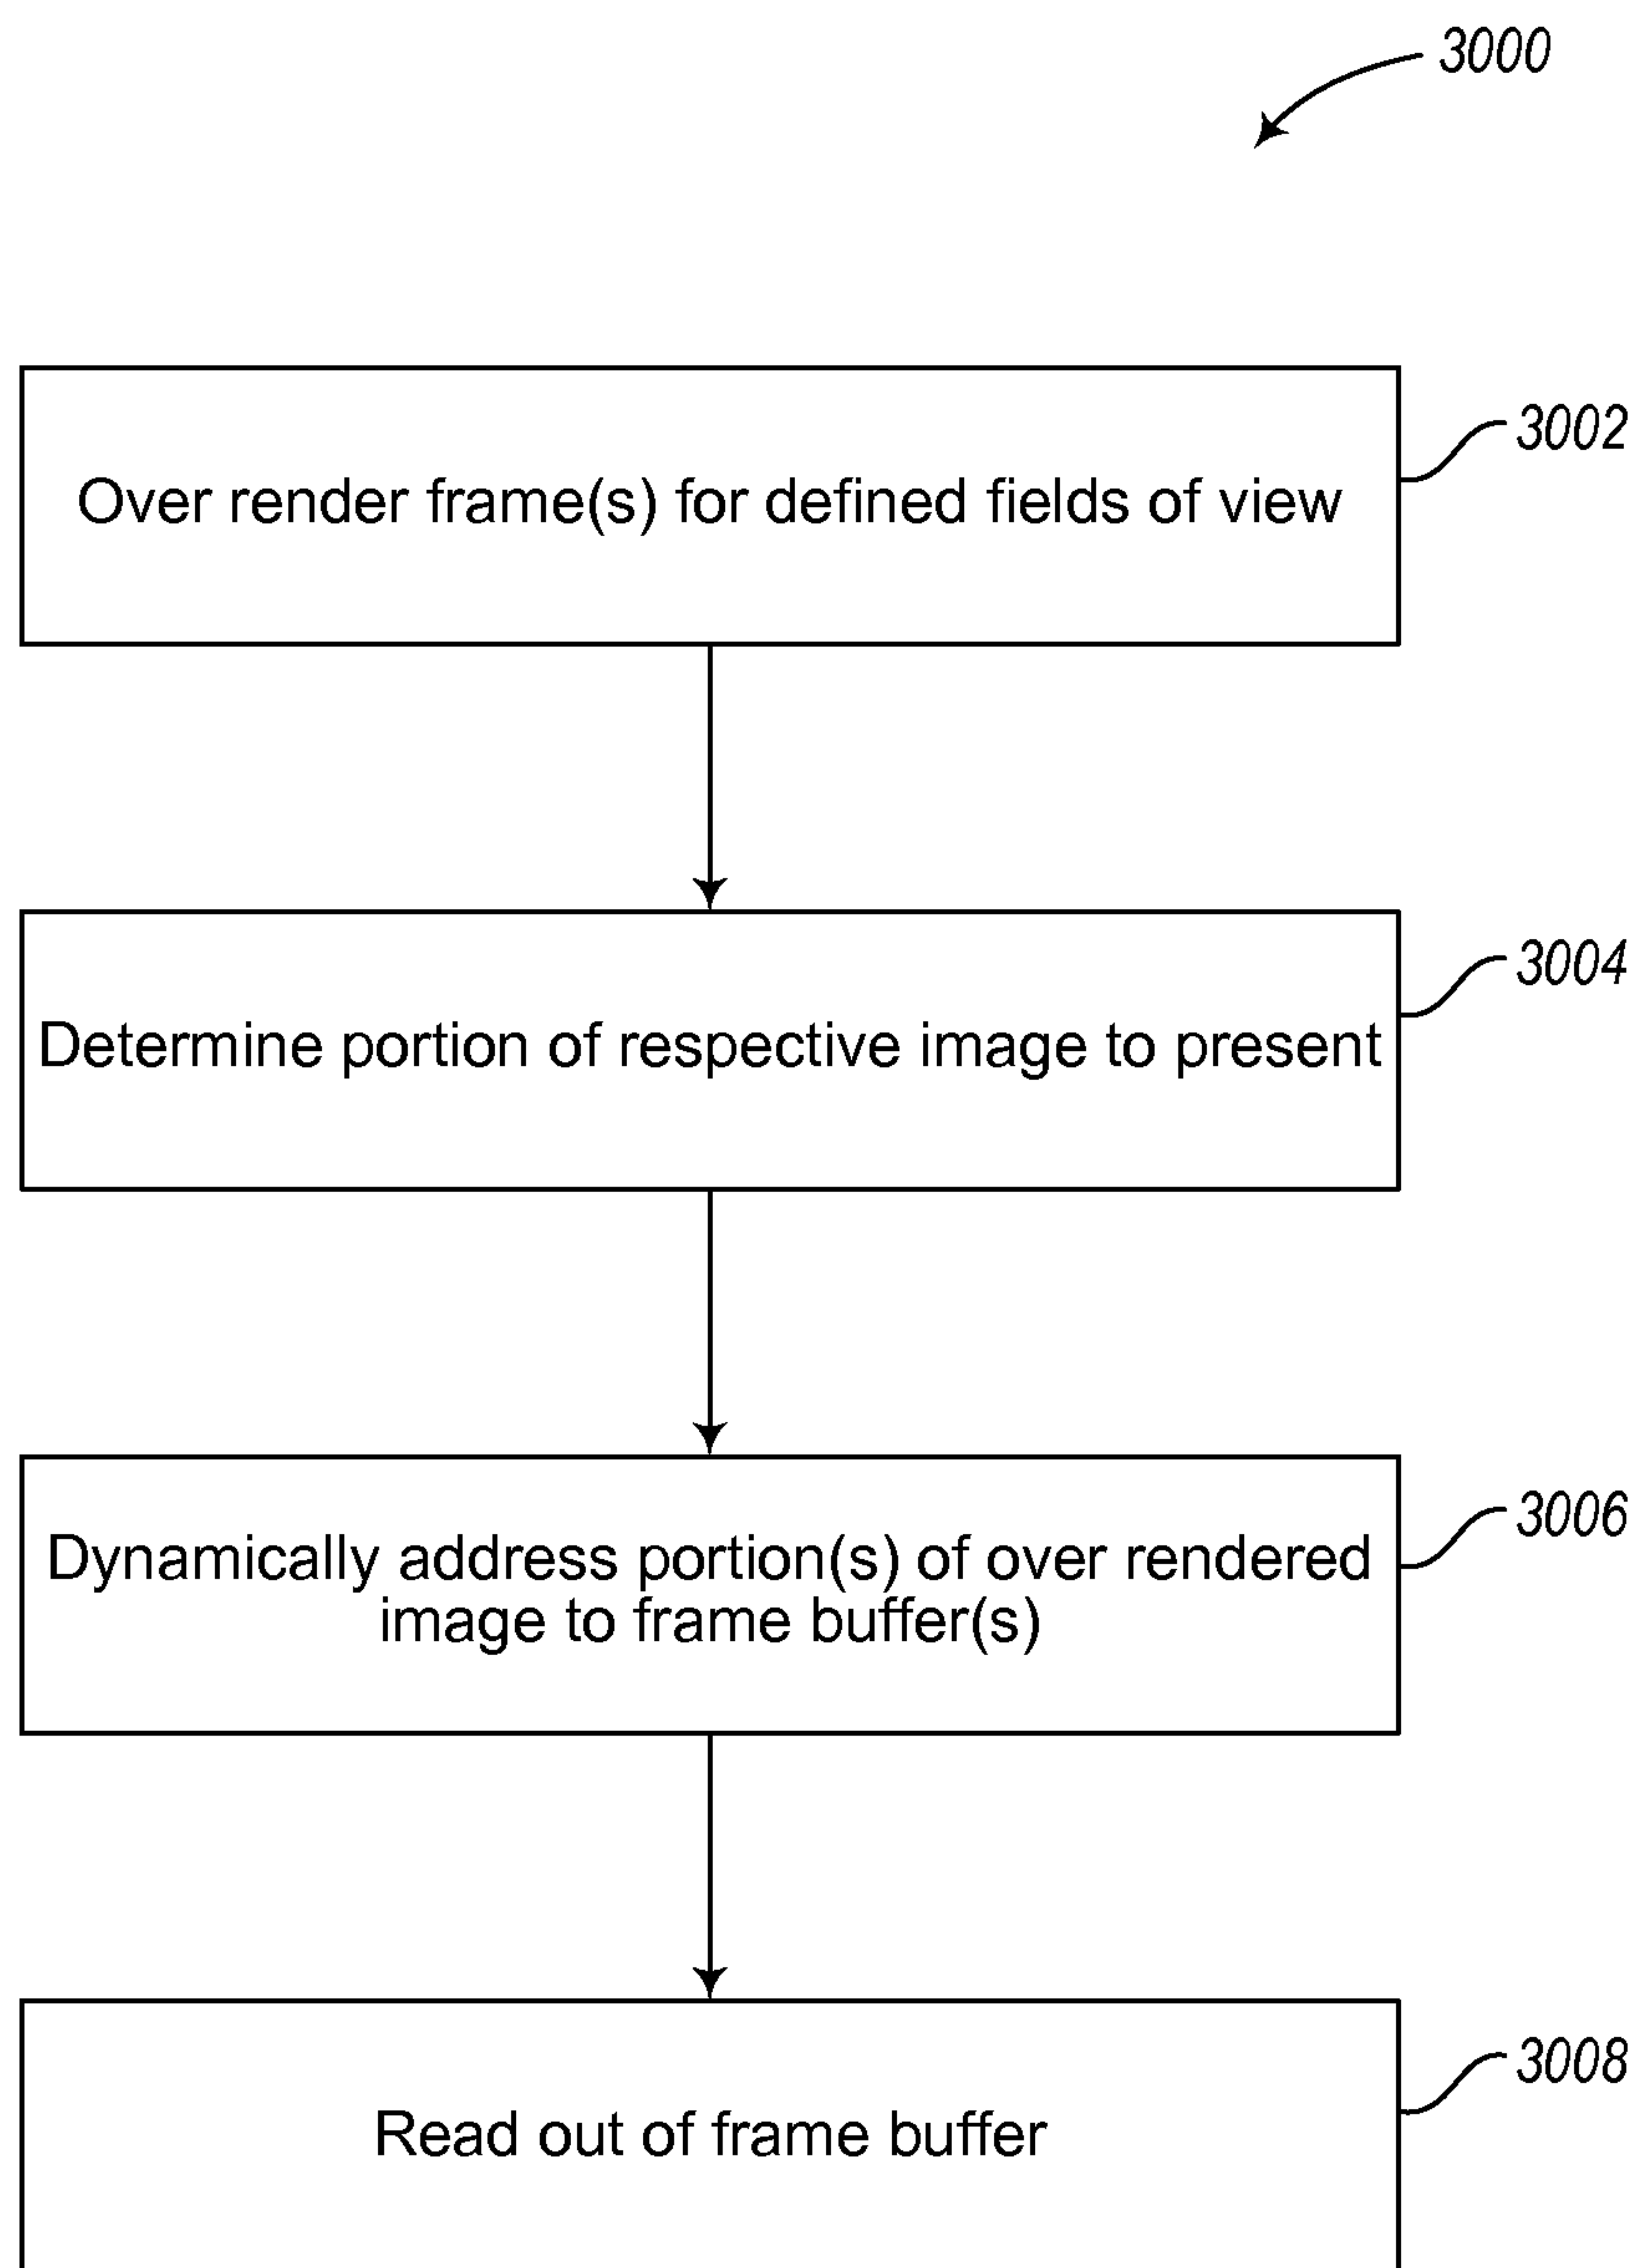 3000
Over render frame(s) for defined fields of view
3002
Determine portion of respective image to present
3004
Dynamically address portion(s) of over rendered
image to frame buffer(s)
3006
Read out of frame buffer
3008